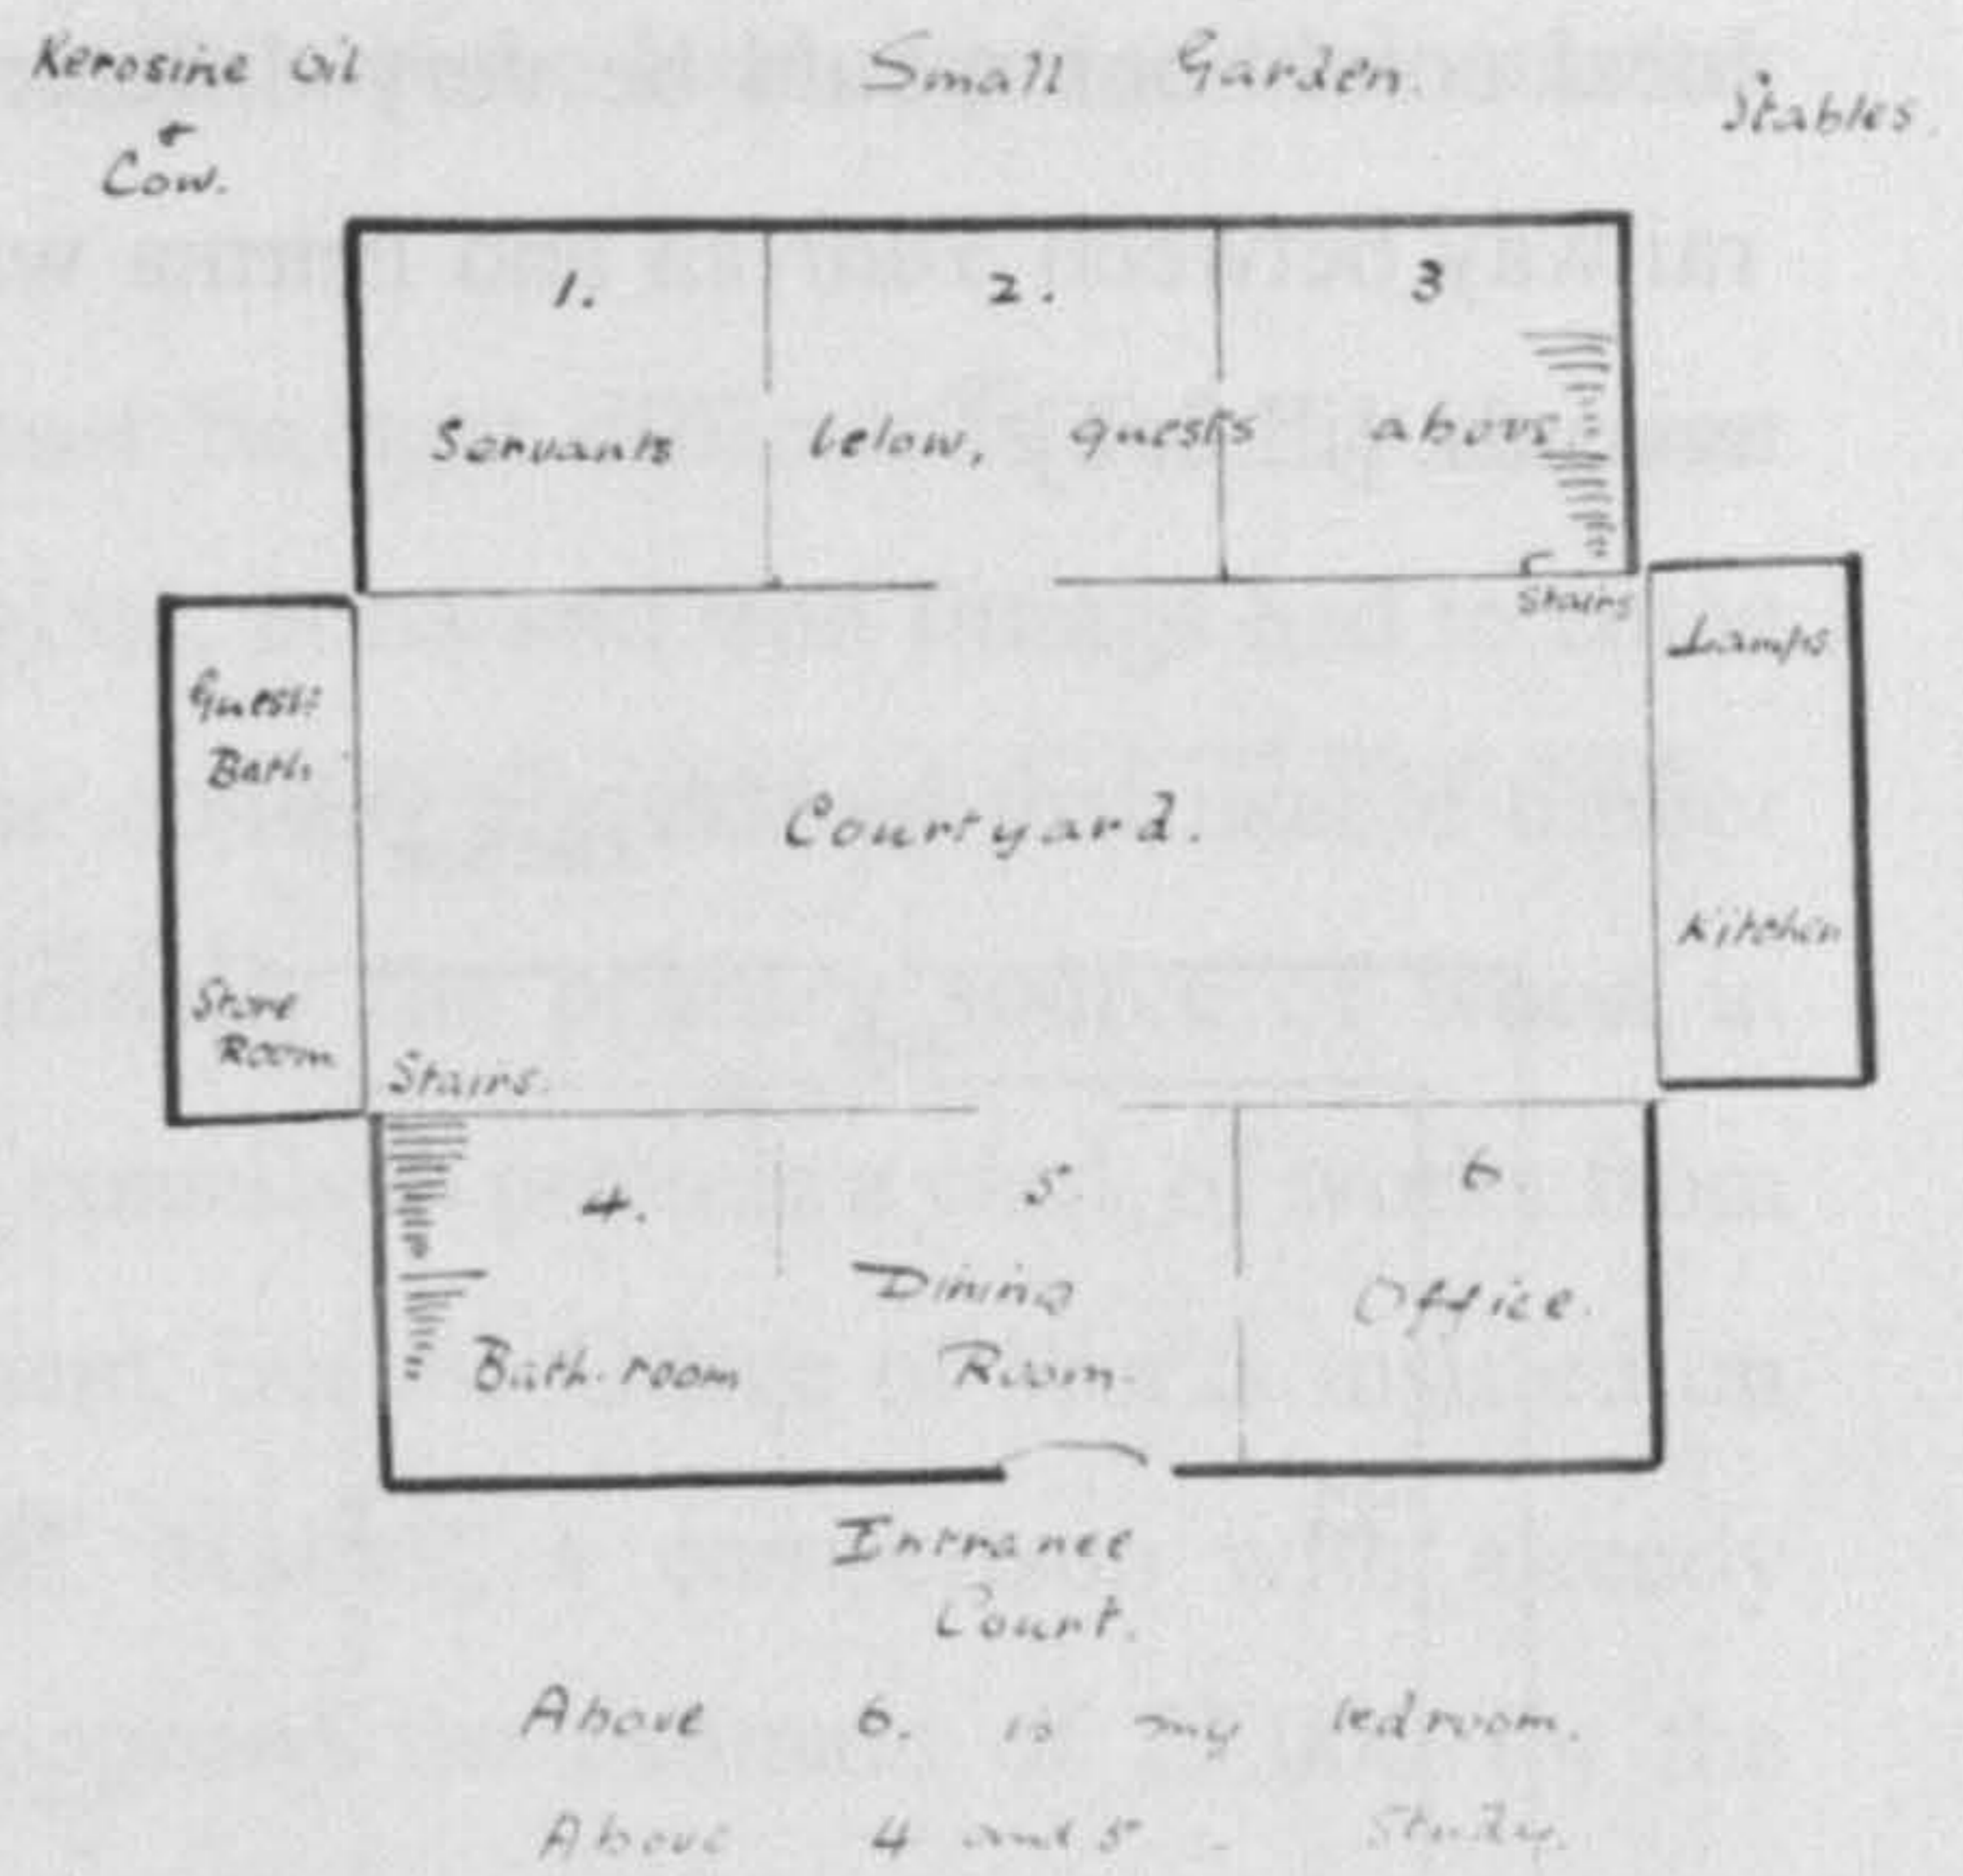 Kerosine Oil
&
Cow.
Small Garden.
Stables.
1. 2. 3
Servants below, guests above
Stairs
Guests
Bath
Lamps
Courtyard.
Kitchen
Store
Room
Stairs.
4. 5. 6.
Dining
Room
Office.
Bath-room
Entrance
Court.
Above 6. is my bedroom.
Above 4 and 5 - Study.